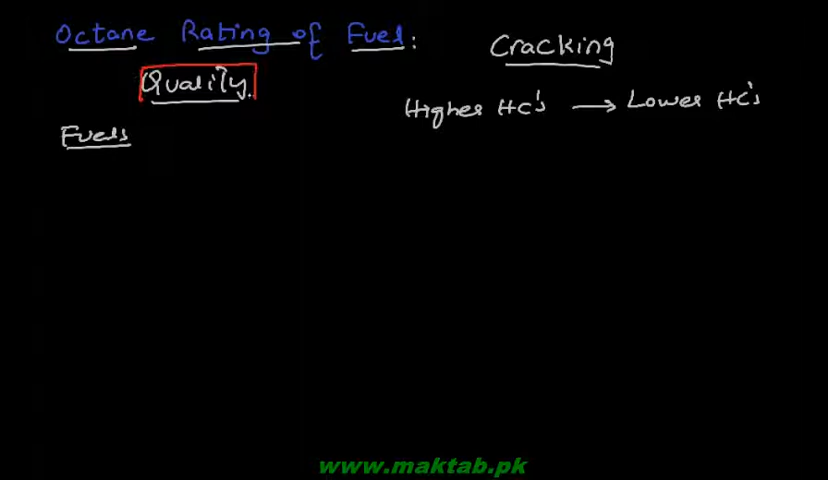 Octane Rating of Fuel:
Quality
Fuels
Cracking
Higher HC's → Lower HC's
www.maktab.pk